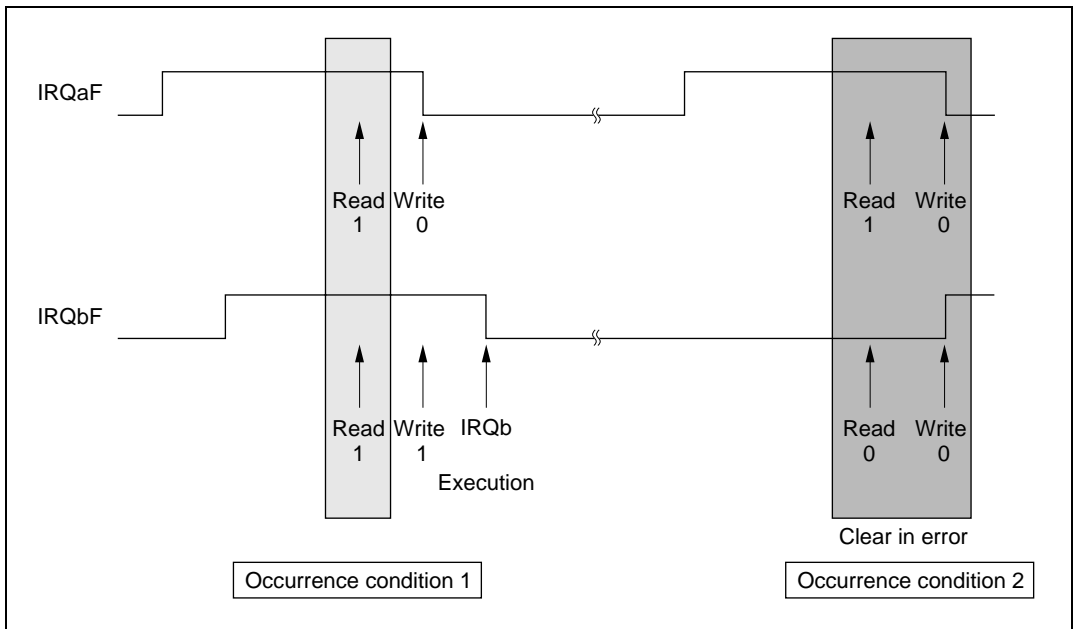 IRQaF
Read Write
1 0
Read Write
1 0
IRQbF
Read Write IRQb
1 1
Execution
Read Write
0 0
Clear in error
Occurrence condition 1
Occurrence condition 2